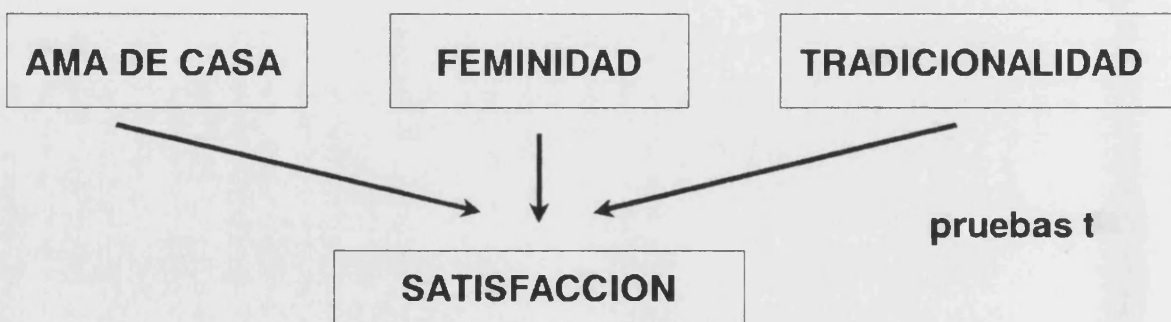 AMA DE CASA
FEMINIDAD
TRADICIONALIDAD
pruebas t
SATISFACCION